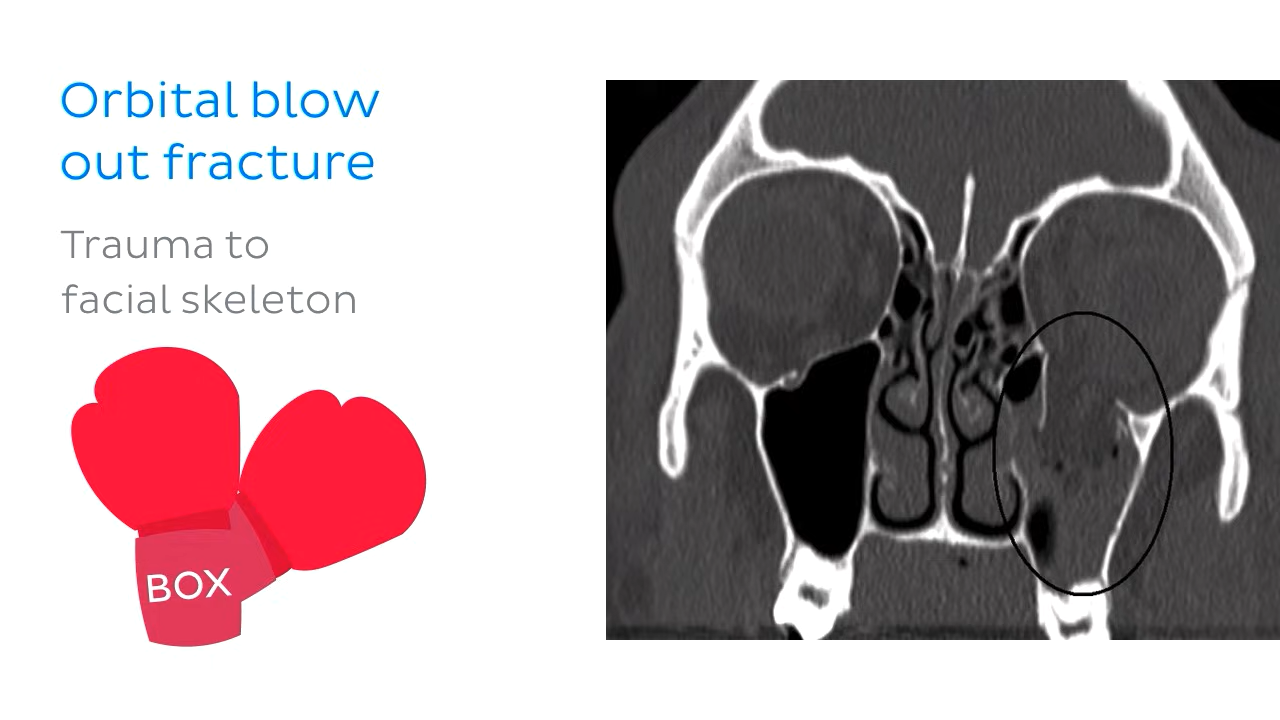 Orbital blow
out fracture
Trauma to
facial skeleton
BOX